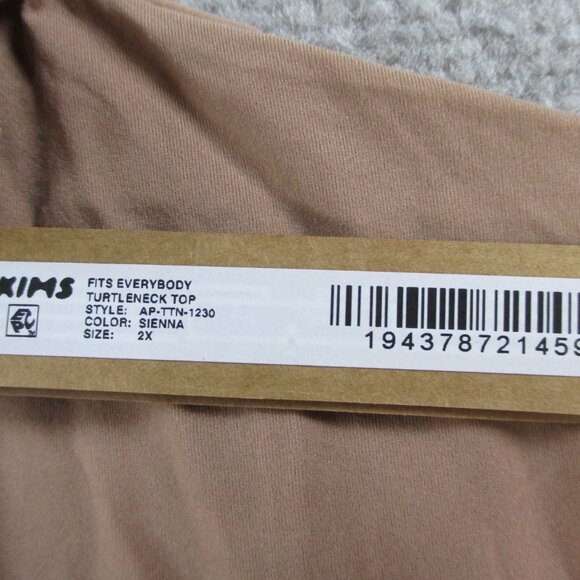 KIMS
FITS EVERYBODY
TURTLENECK TOP
STYLE: AP-TTN-1230
COLOR: SIENNA
SIZE: 2X
194378721459